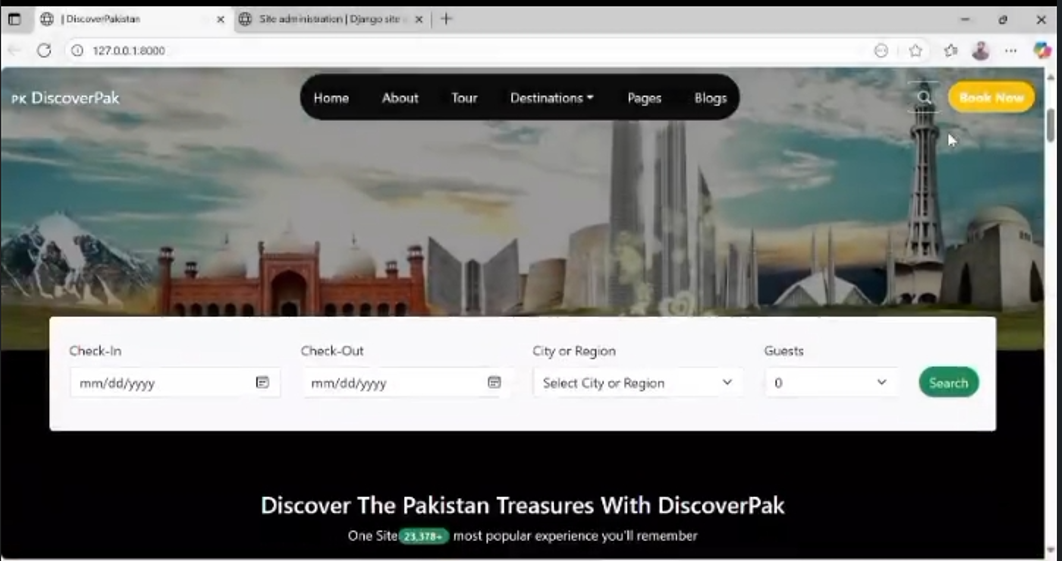 | DiscoverPakistan
Site administration | Django site
127.0.0.1:8000
PK DiscoverPak
Home About Tour Destinations Pages Blogs
Book Now
Check-In Check-Out City or Region Guests
mm/dd/yyyy mm/dd/yyyy Select City or Region 0 Search
Discover The Pakistan Treasures With DiscoverPak
One Site 23,378+ most popular experience you'll remember